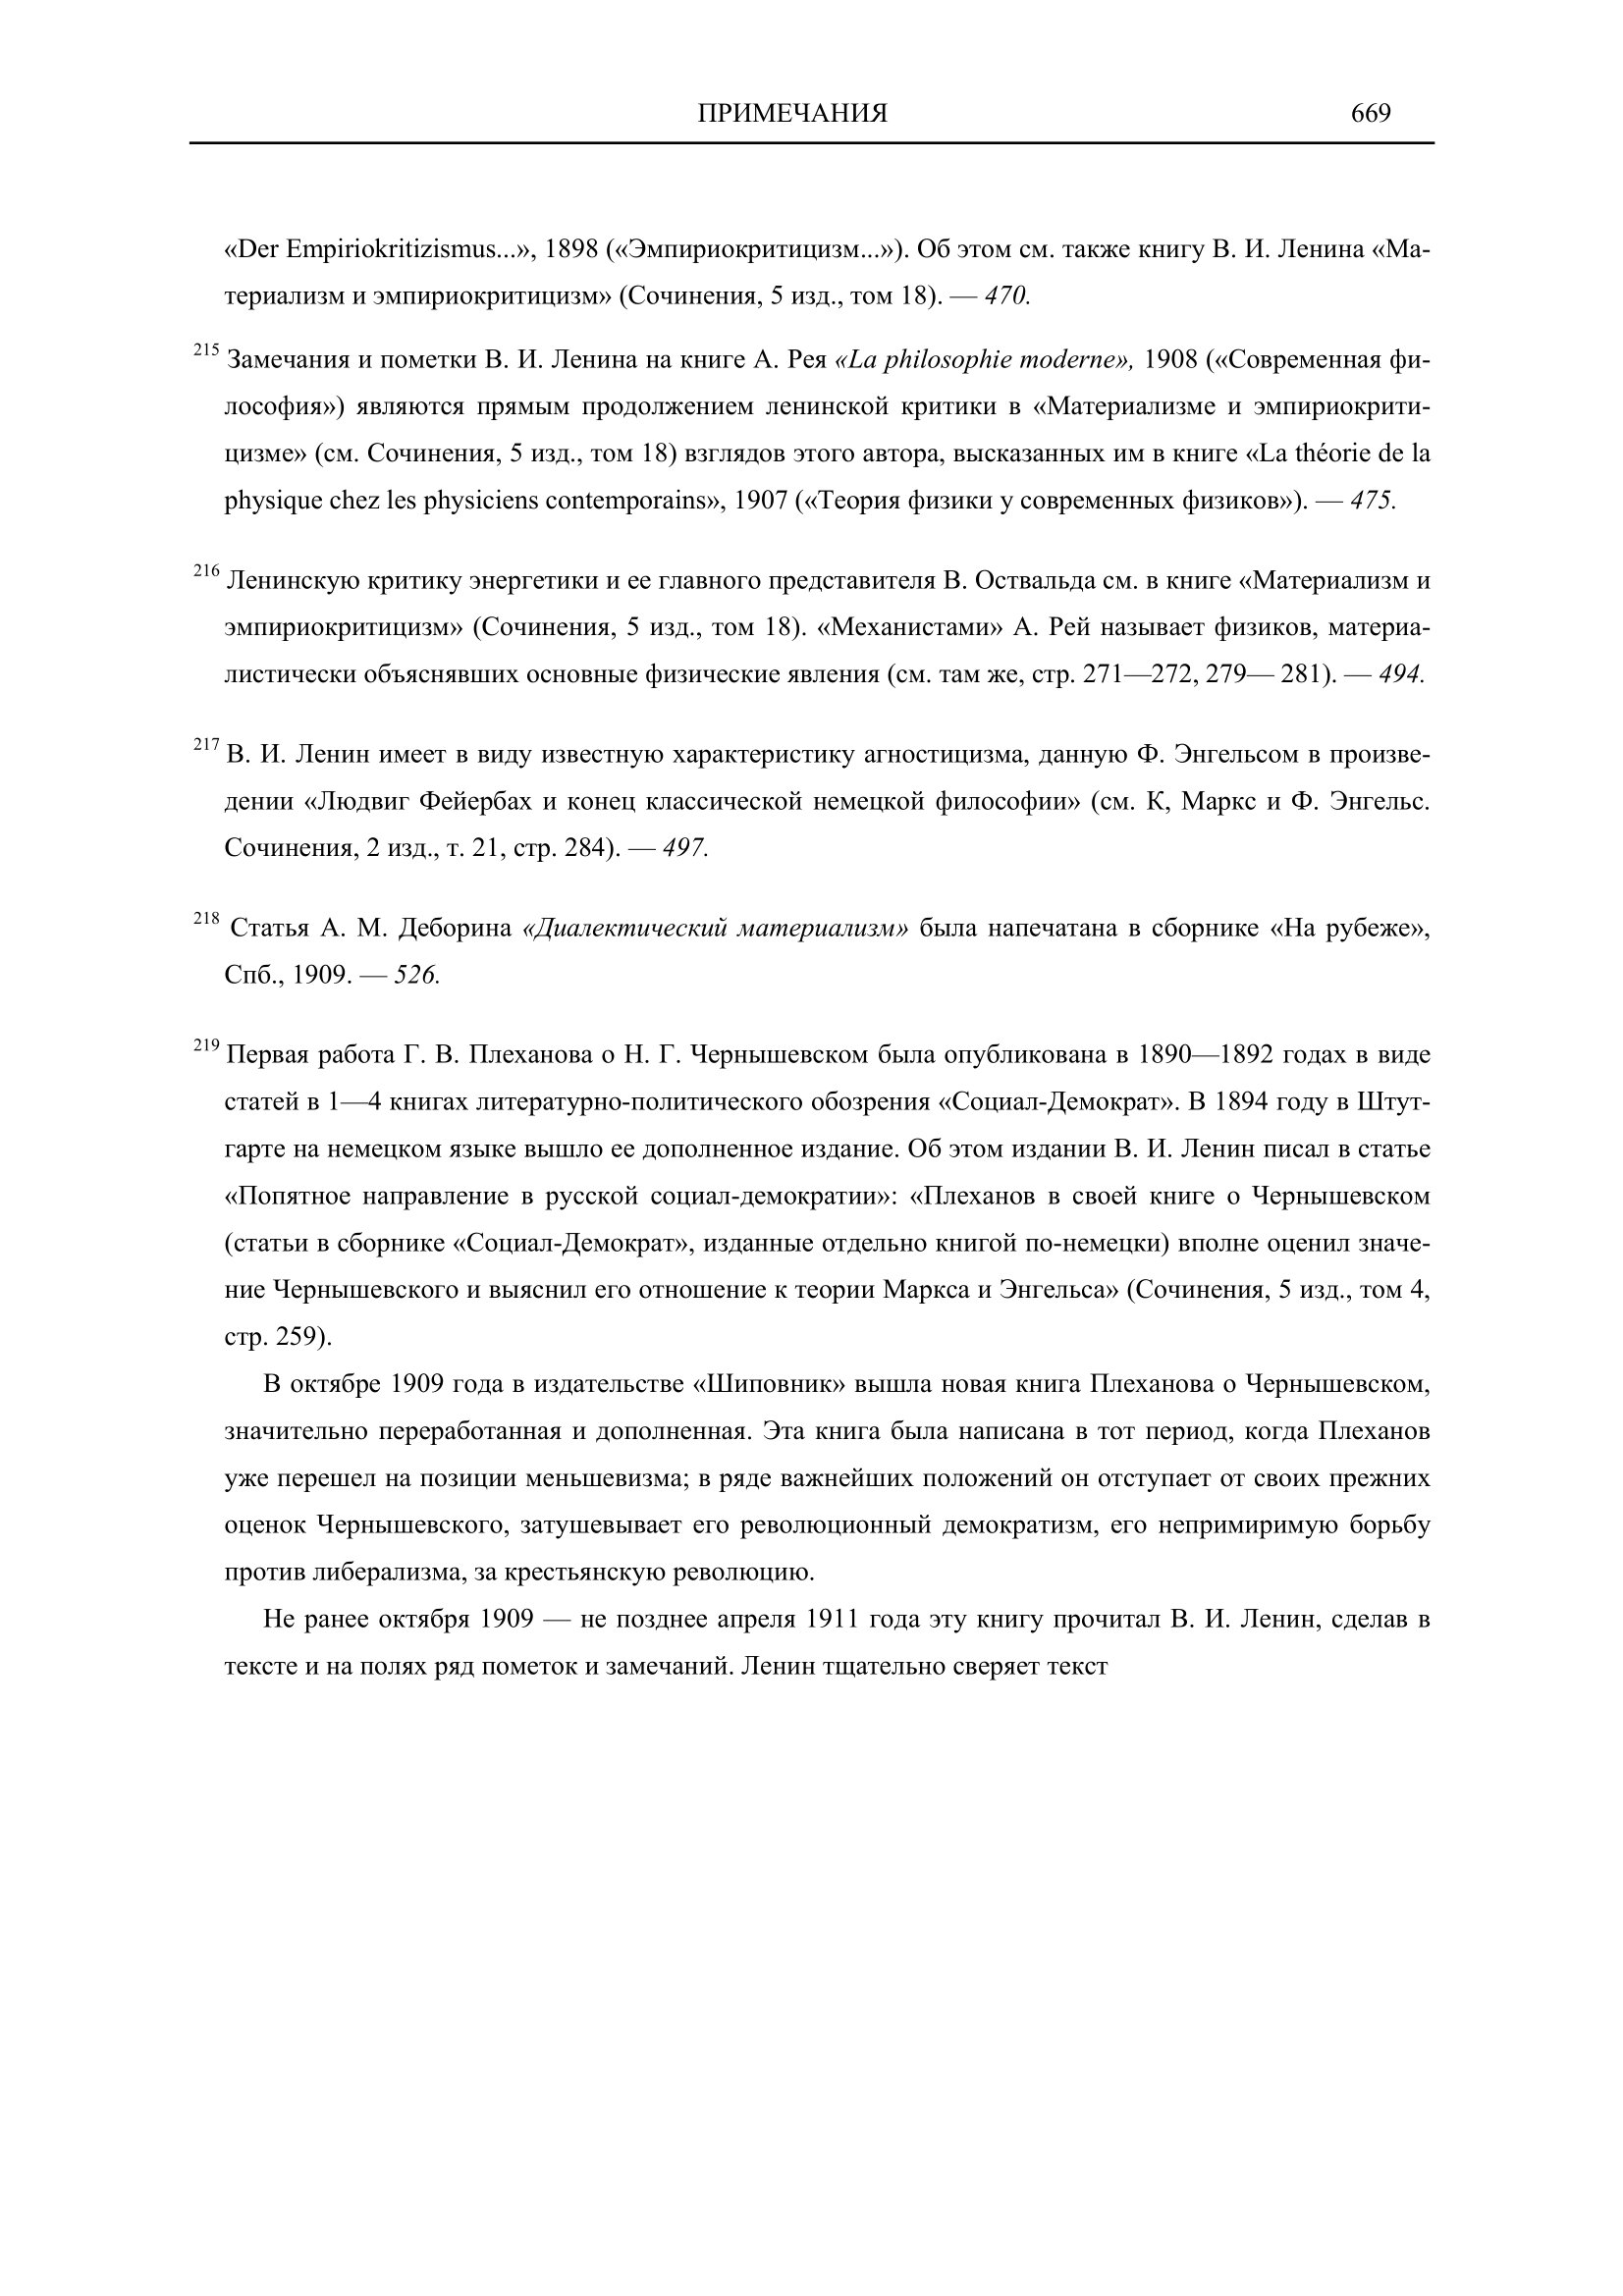 ПРИМЕЧАНИЯ 669
«Der Empiriokritizismus...», 1898 («Эмпириокритицизм...»). Об этом см. также книгу В. И. Ленина «Ма-
териализм и эмпириокритицизм» (Сочинения, 5 изд., том 18). — 470.
215 Замечания и пометки В. И. Ленина на книге А. Рея «La philosophie moderne», 1908 («Современная фи-
лософия») являются прямым продолжением ленинской критики в «Материализме и эмпириокрити-
цизме» (см. Сочинения, 5 изд., том 18) взглядов этого автора, высказанных им в книге «La théorie de la
physique chez les physiciens contemporains», 1907 («Теория физики у современных физиков»). — 475.
216 Ленинскую критику энергетики и ее главного представителя В. Оствальда см. в книге «Материализм и
эмпириокритицизм» (Сочинения, 5 изд., том 18). «Механистами» А. Рей называет физиков, материа-
листически объяснявших основные физические явления (см. там же, стр. 271—272, 279— 281). — 494.
217 В. И. Ленин имеет в виду известную характеристику агностицизма, данную Ф. Энгельсом в произве-
дении «Людвиг Фейербах и конец классической немецкой философии» (см. К, Маркс и Ф. Энгельс.
Сочинения, 2 изд., т. 21, стр. 284). — 497.
218 Статья А. М. Деборина «Диалектический материализм» была напечатана в сборнике «На рубеже»,
Спб., 1909. — 526.
219 Первая работа Г. В. Плеханова о Н. Г. Чернышевском была опубликована в 1890—1892 годах в виде
статей в 1—4 книгах литературно-политического обозрения «Социал-Демократ». В 1894 году в Штут-
гарте на немецком языке вышло ее дополненное издание. Об этом издании В. И. Ленин писал в статье
«Попятное направление в русской социал-демократии»: «Плеханов в своей книге о Чернышевском
(статьи в сборнике «Социал-Демократ», изданные отдельно книгой по-немецки) вполне оценил значе-
ние Чернышевского и выяснил его отношение к теории Маркса и Энгельса» (Сочинения, 5 изд., том 4,
стр. 259).
В октябре 1909 года в издательстве «Шиповник» вышла новая книга Плеханова о Чернышевском,
значительно переработанная и дополненная. Эта книга была написана в тот период, когда Плеханов
уже перешел на позиции меньшевизма; в ряде важнейших положений он отступает от своих прежних
оценок Чернышевского, затушевывает его революционный демократизм, его непримиримую борьбу
против либерализма, за крестьянскую революцию.
Не ранее октября 1909 — не позднее апреля 1911 года эту книгу прочитал В. И. Ленин, сделав в
тексте и на полях ряд пометок и замечаний. Ленин тщательно сверяет текст